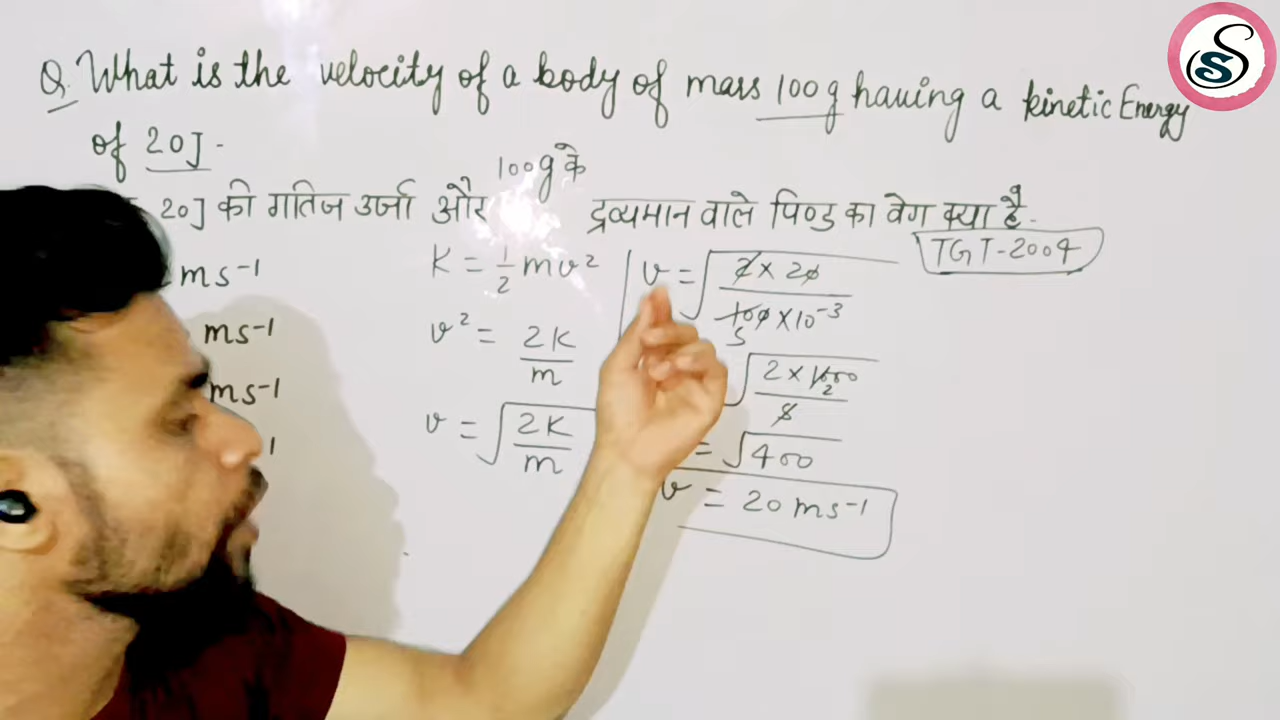 Q. What is the velocity of a body of mass 100g having a kinetic Energy
of 20J.
100g के
20J की गतिज उर्जा और द्रव्यमान वाले पिण्ड का वेग क्या है.
TGT-2004
ms⁻¹
ms⁻¹
ms⁻¹
K = 1/2 mv²
v² = 2K/m
v = √(2K/m)
v = √(2 × 20 / 100 × 10⁻³)
5
√(2 × 1000 / 5)
2
= √400
v = 20 ms⁻¹
S
S